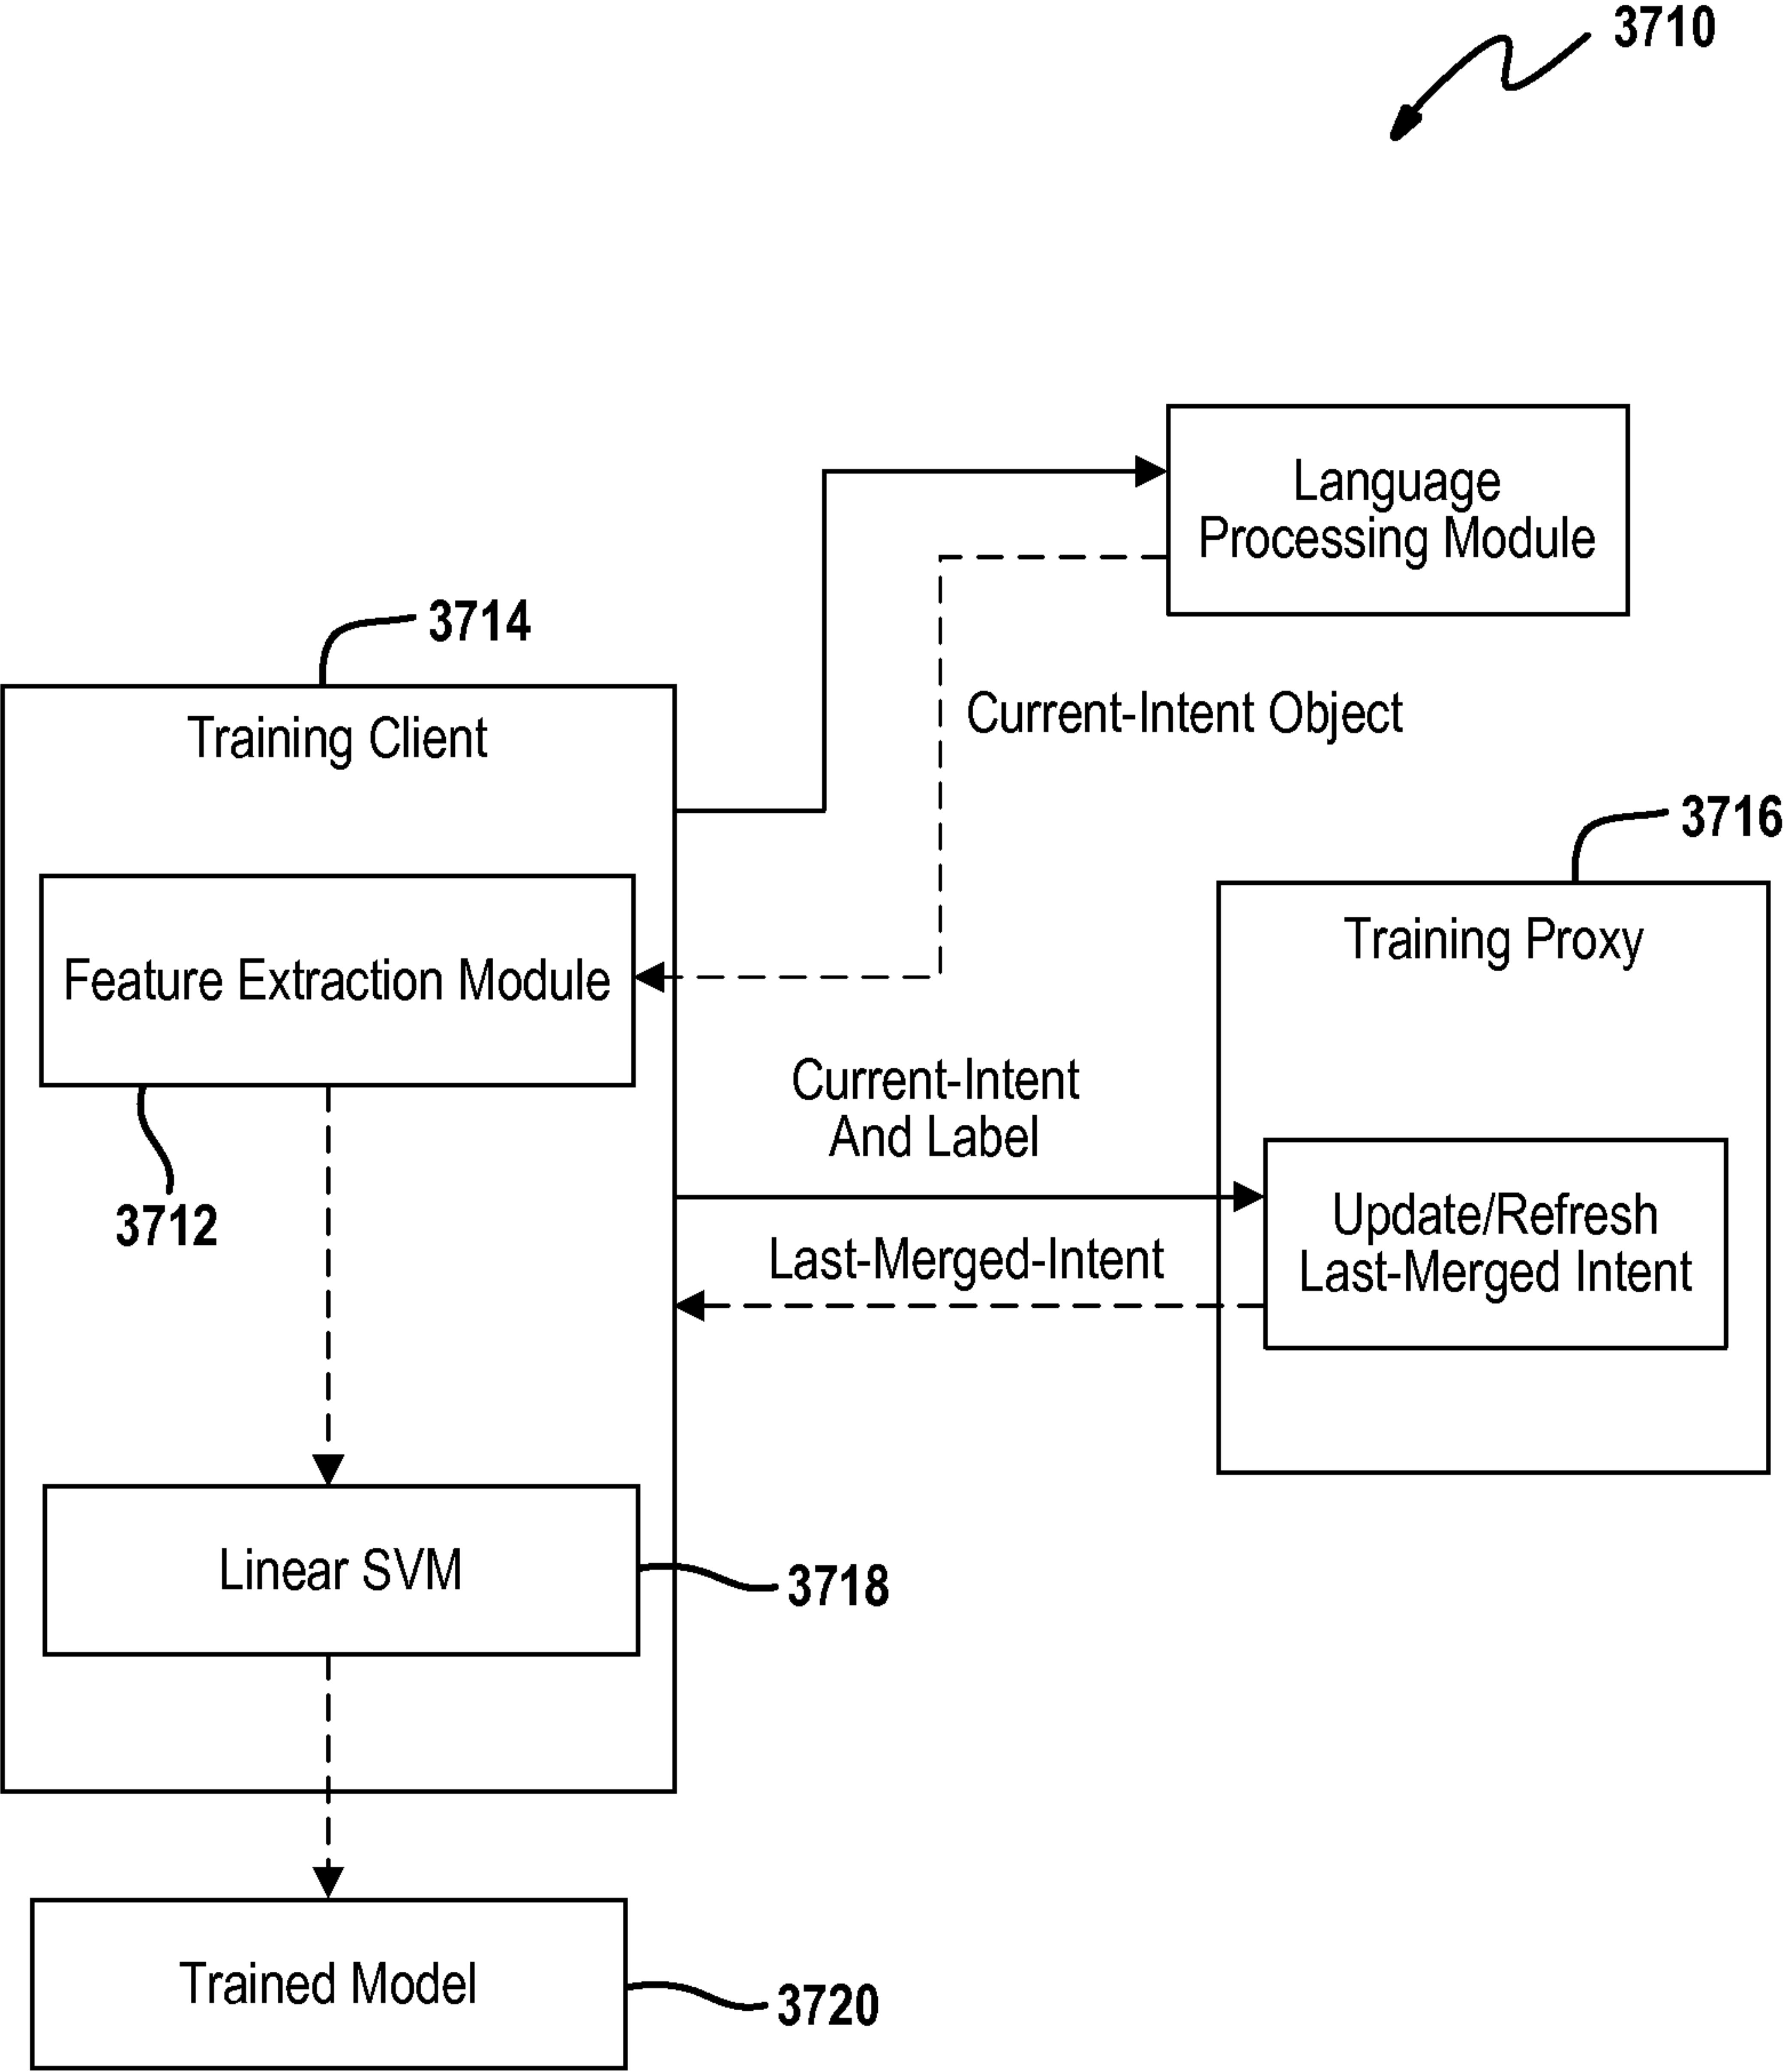 3710
Language
Processing Module
3714
Training Client
Current-Intent Object
3716
Training Proxy
Feature Extraction Module
Current-Intent
And Label
3712
Update/Refresh
Last-Merged Intent
Last-Merged-Intent
Linear SVM
3718
Trained Model
3720